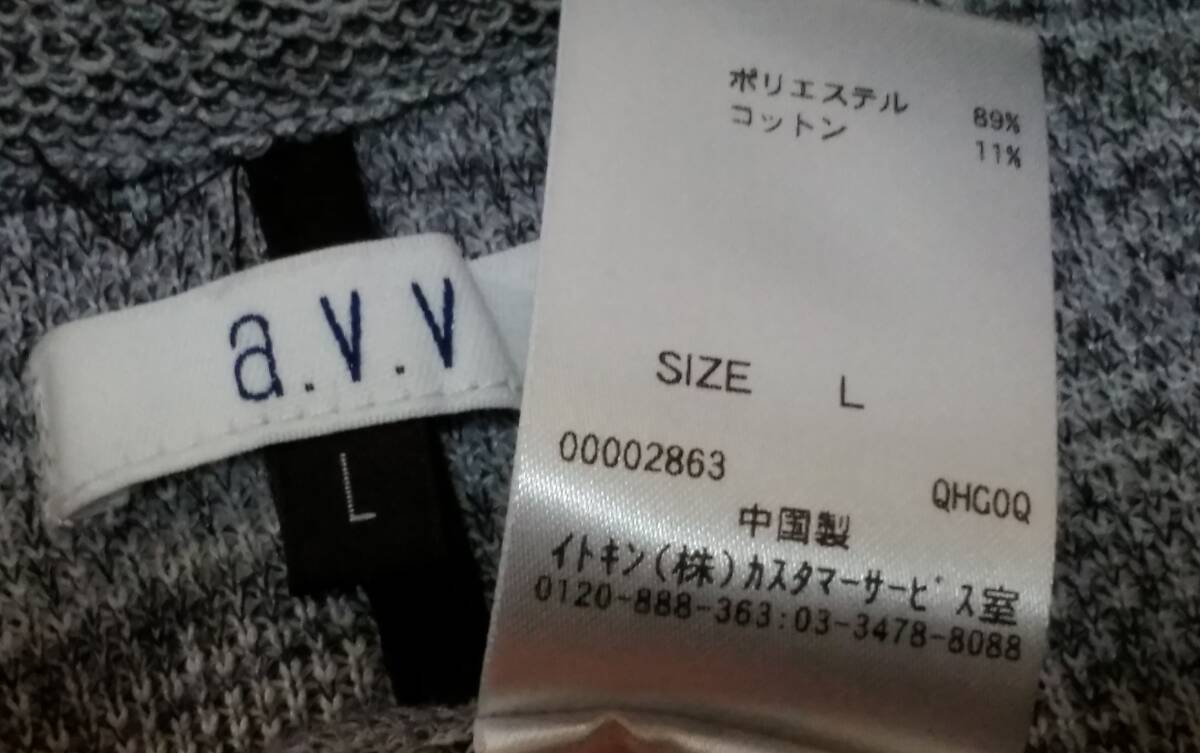 a.v.v
L
ポリエステル 89%
コットン 11%
SIZE L
00002863 QHG0Q
中国製
イトキン(株)カスタマーサービス室
0120-888-363:03-3478-8088